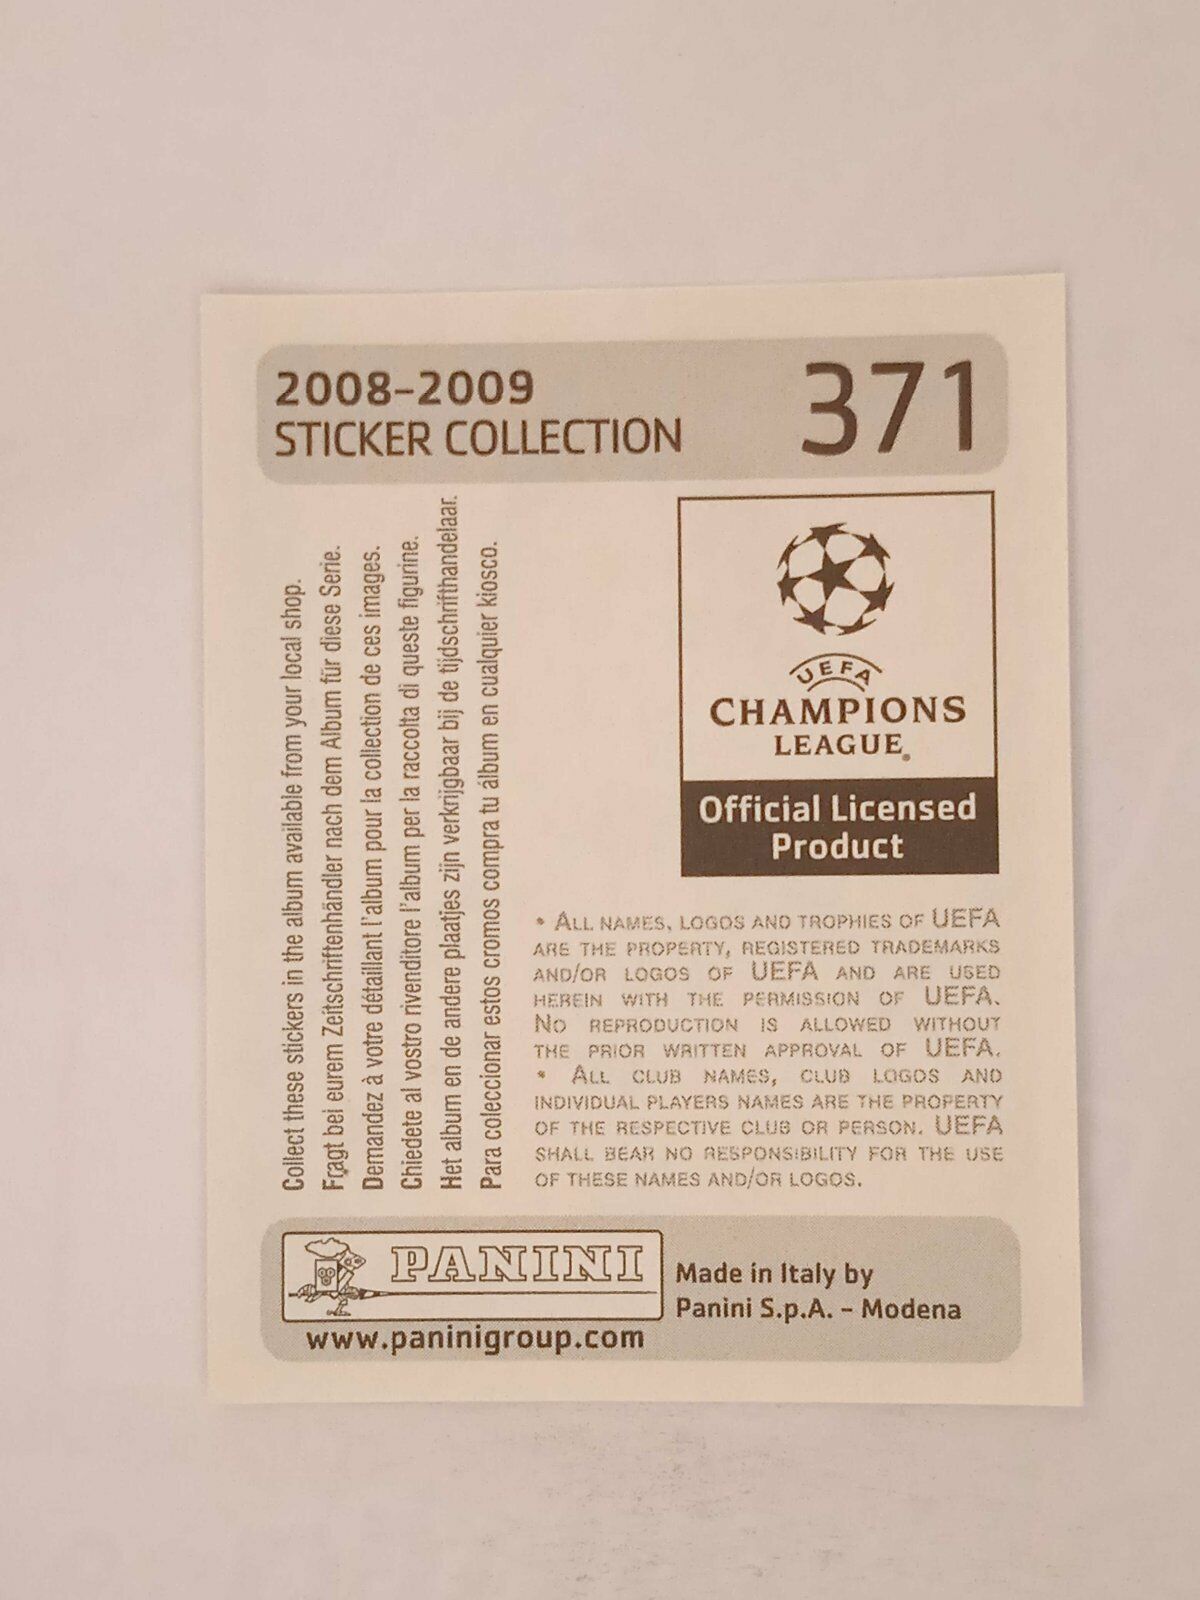 2008-2009
STICKER COLLECTION
371
Collect these stickers in the album available from your local shop.
Fragt bei eurem Zeitschriftenhändler nach dem Album für diese Serie.
Demandez à votre détaillant l'album pour la collection de ces images.
Chiedete al vostro rivenditore l'album per la raccolta di queste figurine.
Het album en de andere plaatjes zijn verkrijgbaar bij de tijdschrifthandelaar.
Para coleccionar estos cromos compra tu álbum en cualquier kiosco.
UEFA
CHAMPIONS
LEAGUE®
Official Licensed
Product
* ALL NAMES, LOGOS AND TROPHIES OF UEFA
ARE THE PROPERTY, REGISTERED TRADEMARKS
AND/OR LOGOS OF UEFA AND ARE USED
HEREIN WITH THE PERMISSION OF UEFA.
NO REPRODUCTION IS ALLOWED WITHOUT
THE PRIOR WRITTEN APPROVAL OF UEFA.
* ALL CLUB NAMES, CLUB LOGOS AND
INDIVIDUAL PLAYERS NAMES ARE THE PROPERTY
OF THE RESPECTIVE CLUB OR PERSON. UEFA
SHALL BEAR NO RESPONSIBILITY FOR THE USE
OF THESE NAMES AND/OR LOGOS.
PANINI
www.paninigroup.com
Made in Italy by
Panini S.p.A. - Modena